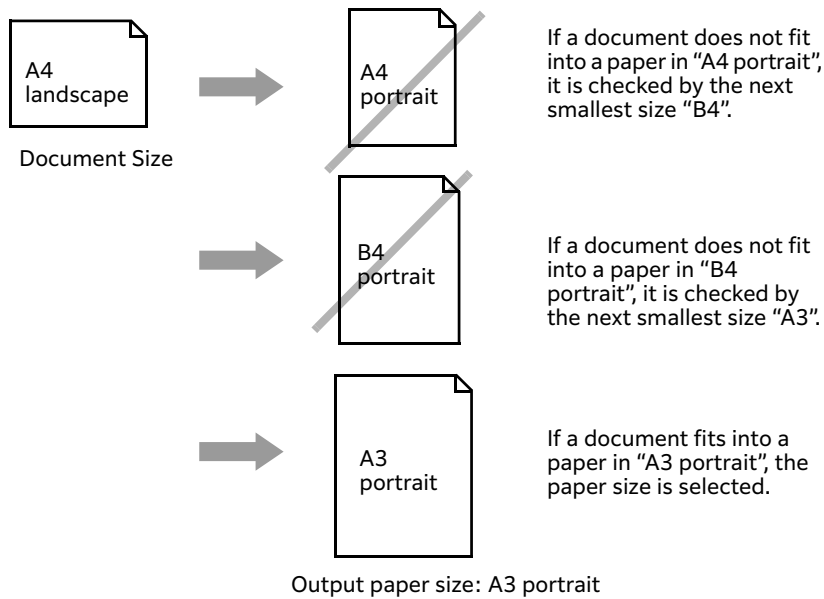 A4
landscape
Document Size
A4
portrait
If a document does not fit
into a paper in “A4 portrait”,
it is checked by the next
smallest size “B4”.
B4
portrait
If a document does not fit
into a paper in “B4
portrait”, it is checked by
the next smallest size “A3”.
A3
portrait
If a document fits into a
paper in “A3 portrait”, the
paper size is selected.
Output paper size: A3 portrait